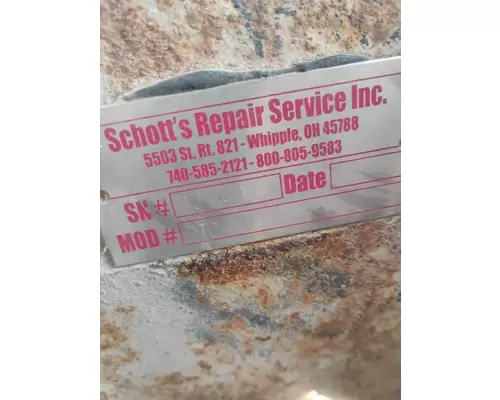 Schott's Repair Service Inc.
5503 St. Rt. 821 - Whipple, OH 45788
740-585-2121 - 800-805-9583
SN # Date
MOD #